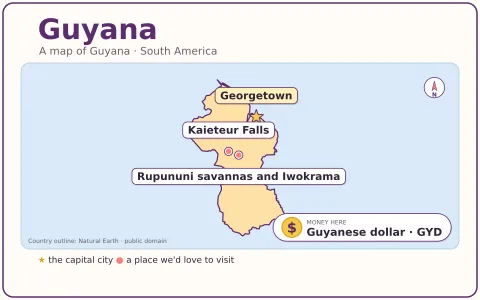 Guyana
A map of Guyana · South America
Georgetown
N
Kaieteur Falls
Rupununi savannas and Iwokrama
$
MONEY HERE
Guyanese dollar · GYD
Country outline: Natural Earth · public domain
★ the capital city ● a place we'd love to visit